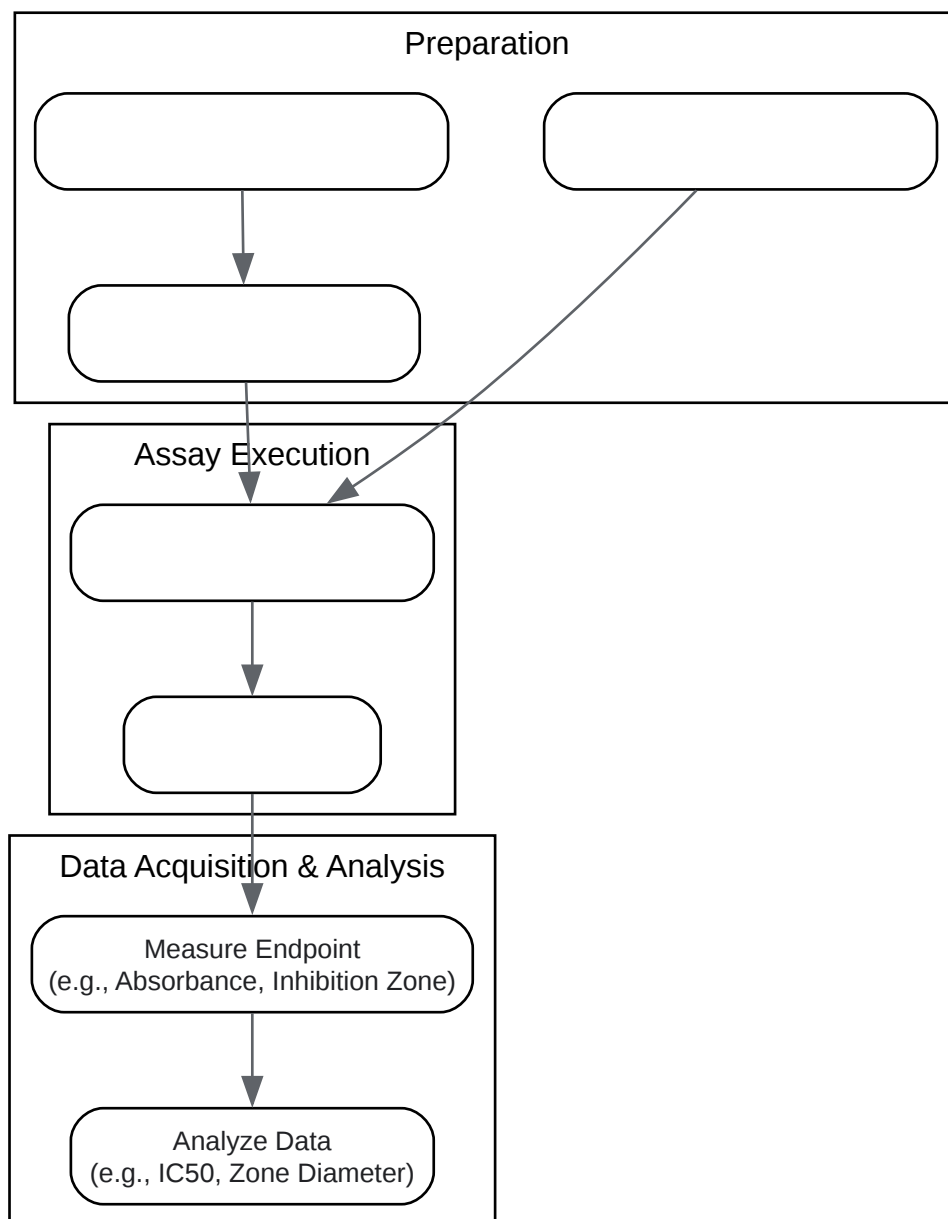 Preparation
Assay Execution
Data Acquisition & Analysis
Measure Endpoint
(e.g., Absorbance, Inhibition Zone)
Analyze Data
(e.g., IC50, Zone Diameter)